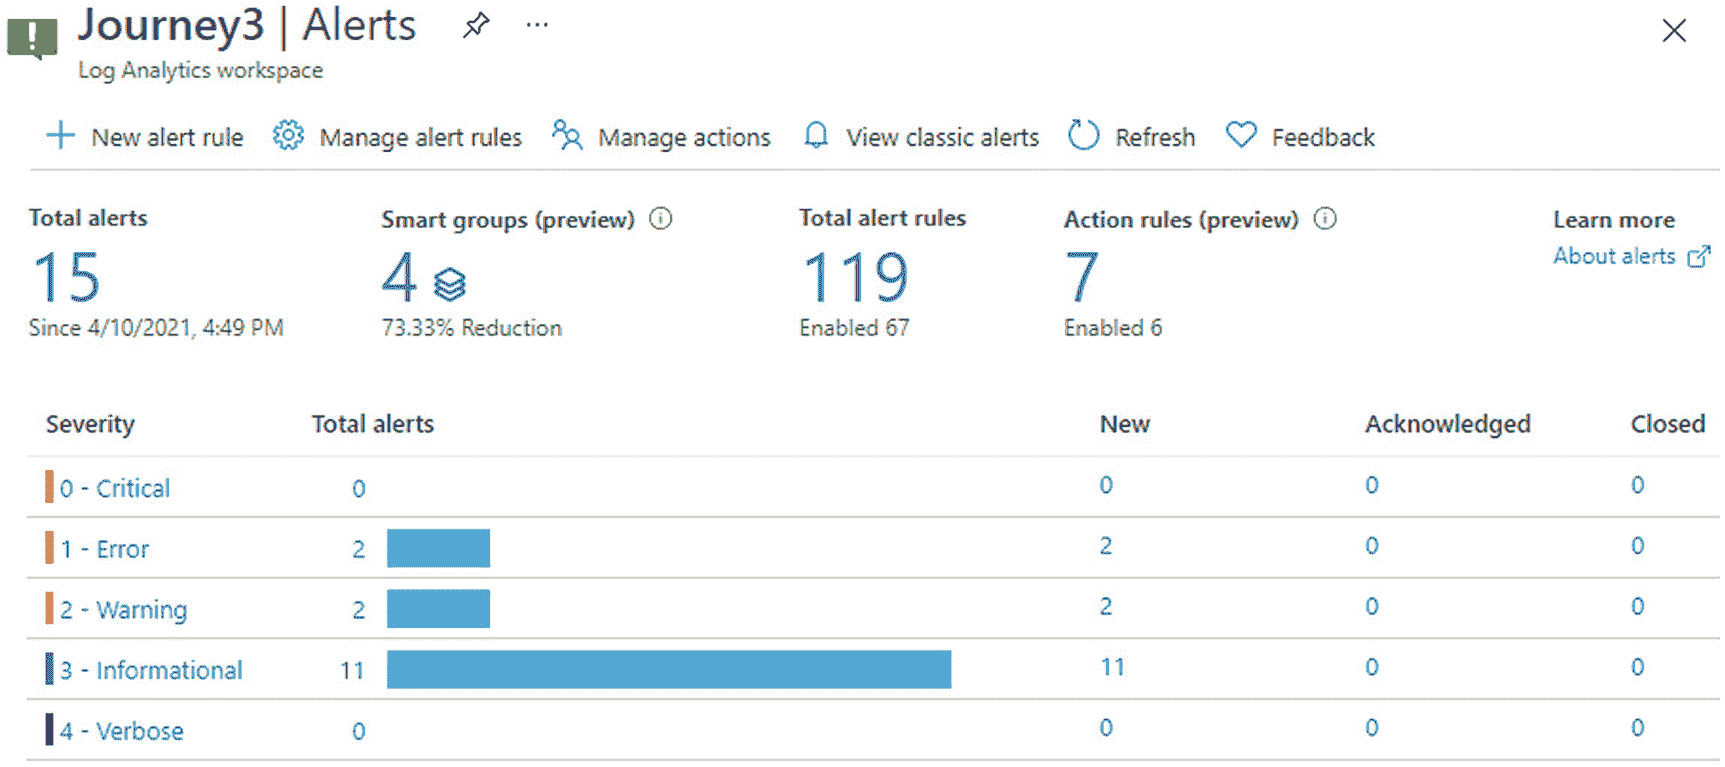 Journey3 | Alerts ...
Log Analytics workspace
New alert rule Manage alert rules Manage actions View classic alerts Refresh Feedback
Total alerts Smart groups (preview) Total alert rules Action rules (preview) Learn more
15 4 119 7 About alerts
Since 4/10/2021, 4:49 PM 73.33% Reduction Enabled 67 Enabled 6
Severity Total alerts New Acknowledged Closed
0 - Critical 0 0 0 0
1 - Error 2 2 0 0
2 - Warning 2 2 0 0
3 - Informational 11 11 0 0
4 - Verbose 0 0 0 0